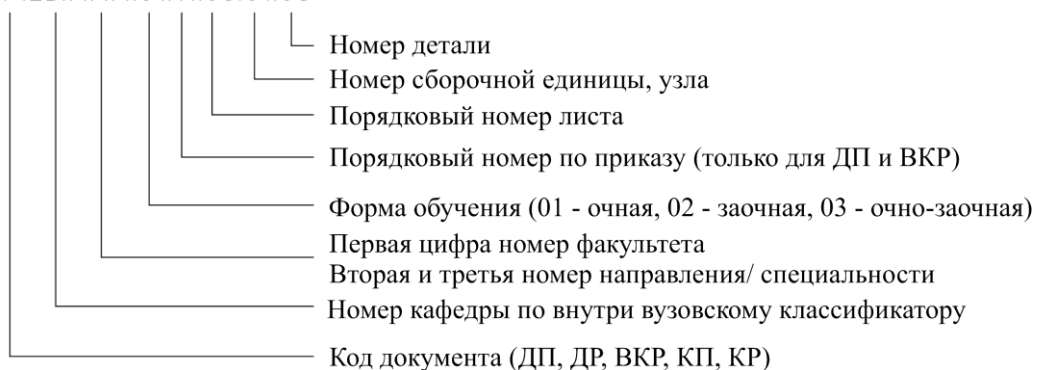 Номер детали
Номер сборочной единицы, узла
Порядковый номер листа
Порядковый номер по приказу (только для ДП и ВКР)
Форма обучения (01 - очная, 02 - заочная, 03 - очно-заочная)
Первая цифра номер факультета
Вторая и третья номер направления/ специальности
Номер кафедры по внутри вузовскому классификатору
Код документа (ДП, ДР, ВКР, КП, КР)